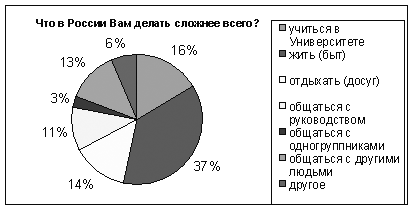 Что в России Вам делать сложнее всего?
6%
16%
13%
3%
11%
14%
37%
учиться в
Университете
жить (быт)
отдыхать (досуг)
общаться с
руководством
общаться с
одногруппниками
общаться с другими
людьми
другое